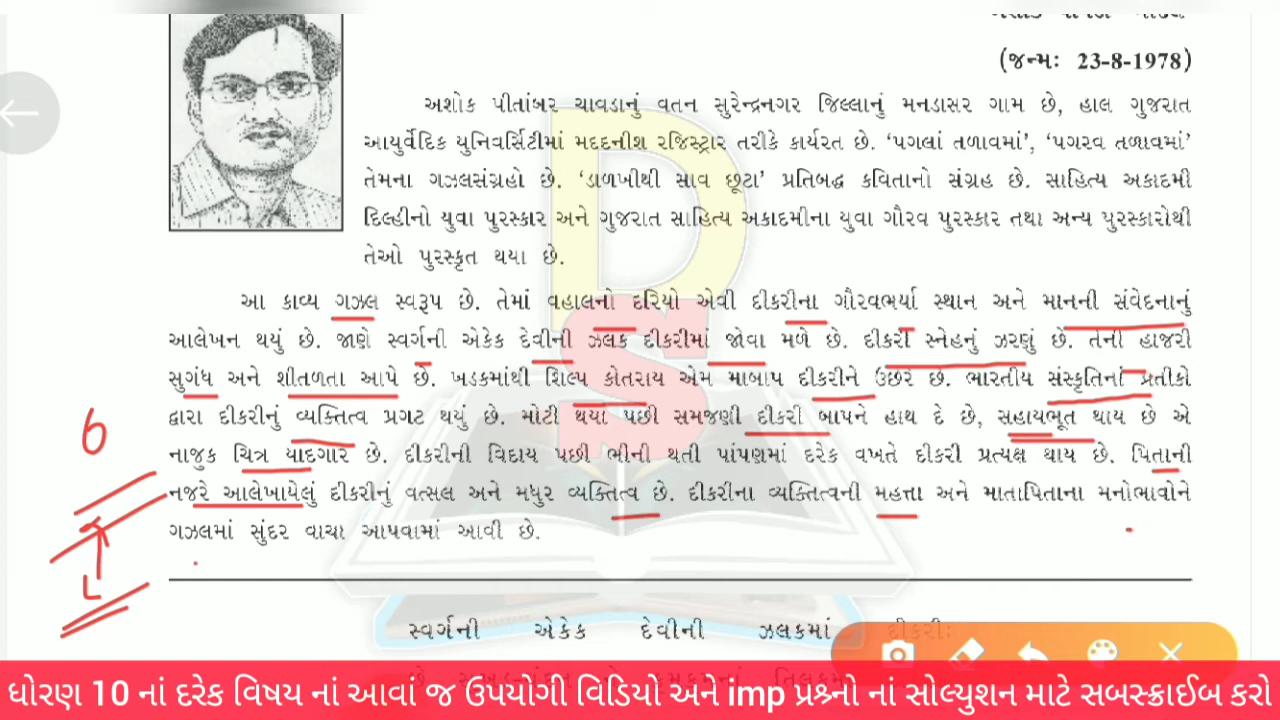 (જન્મઃ 23-8-1978)
અશોક પીતાંબર ચાવડાનું વતન સુરેન્દ્રનગર જિલ્લાનું મનડાસર ગામ છે, હાલ ગુજરાત
આયુર્વેદિક યુનિવર્સિટીમાં મદદનીશ રજિસ્ટ્રાર તરીકે કાર્યરત છે. ‘પગલાં તળાવમાં’, ‘પગરવ તળાવમાં’
તેમના ગઝલસંગ્રહો છે. ‘ડાળખીથી સાવ છૂટા’ પ્રતિબદ્ધ કવિતાનો સંગ્રહ છે. સાહિત્ય અકાદમી
દિલ્હીનો યુવા પુરસ્કાર અને ગુજરાત સાહિત્ય અકાદમીના યુવા ગૌરવ પુરસ્કાર તથા અન્ય પુરસ્કારોથી
તેઓ પુરસ્કૃત થયા છે.
આ કાવ્ય ગઝલ સ્વરૂપ છે. તેમાં વહાલનો દરિયો એવી દીકરીના ગૌરવભર્યા સ્થાન અને માનની સંવેદનાનું
આલેખન થયું છે. જાણે સ્વર્ગની એકેક દેવીની ઝલક દીકરીમાં જોવા મળે છે. દીકરી સ્નેહનું ઝરણું છે. તેની હાજરી
સુગંધ અને શીતળતા આપે છે. ખડકમાંથી શિલ્પ કોતરાય એમ માબાપ દીકરીને ઉછેરે છે. ભારતીય સંસ્કૃતિનાં પ્રતીકો
દ્વારા દીકરીનું વ્યક્તિત્વ પ્રગટ થયું છે. મોટી થયા પછી સમજણી દીકરી બાપને હાથ દે છે, સહાયભૂત થાય છે એ
નાજુક ચિત્ર યાદગાર છે. દીકરીની વિદાય પછી ભીની થતી પાંપણમાં દરેક વખતે દીકરી પ્રત્યક્ષ થાય છે. પિતાની
નજરે આલેખાયેલું દીકરીનું વત્સલ અને મધુર વ્યક્તિત્વ છે. દીકરીના વ્યક્તિત્વની મહત્તા અને માતાપિતાના મનોભાવોને
ગઝલમાં સુંદર વાચા આપવામાં આવી છે.
સ્વર્ગની એકેક દેવીની ઝલકમાં દીકરીઃ
ધોરણ 10 નાં દરેક વિષય નાં આવાં જ ઉપયોગી વિડિયો અને imp પ્રશ્નો નાં સોલ્યુશન માટે સબસ્ક્રાઈબ કરો